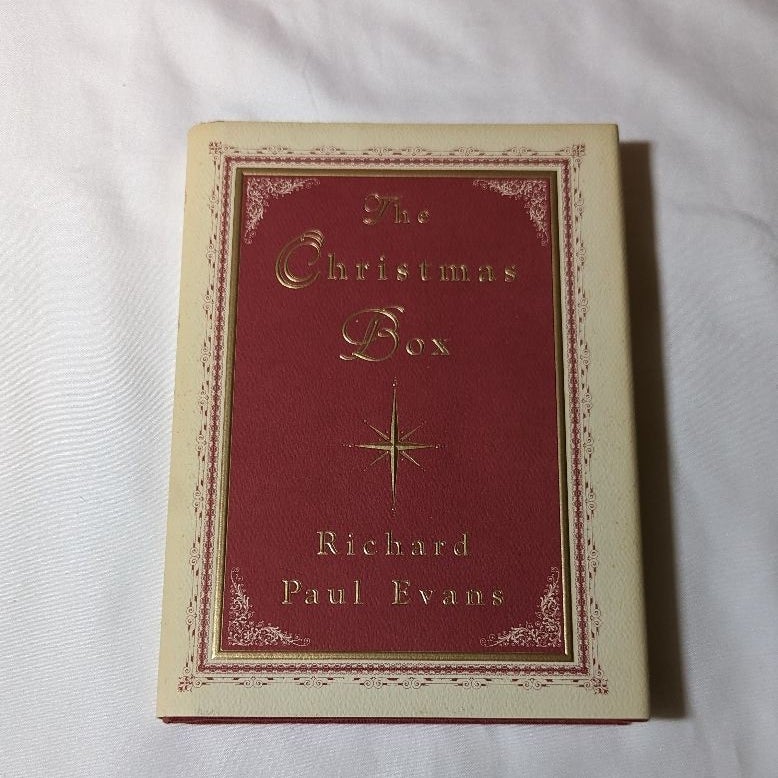 The
Christmas
Box
Richard
Paul Evans